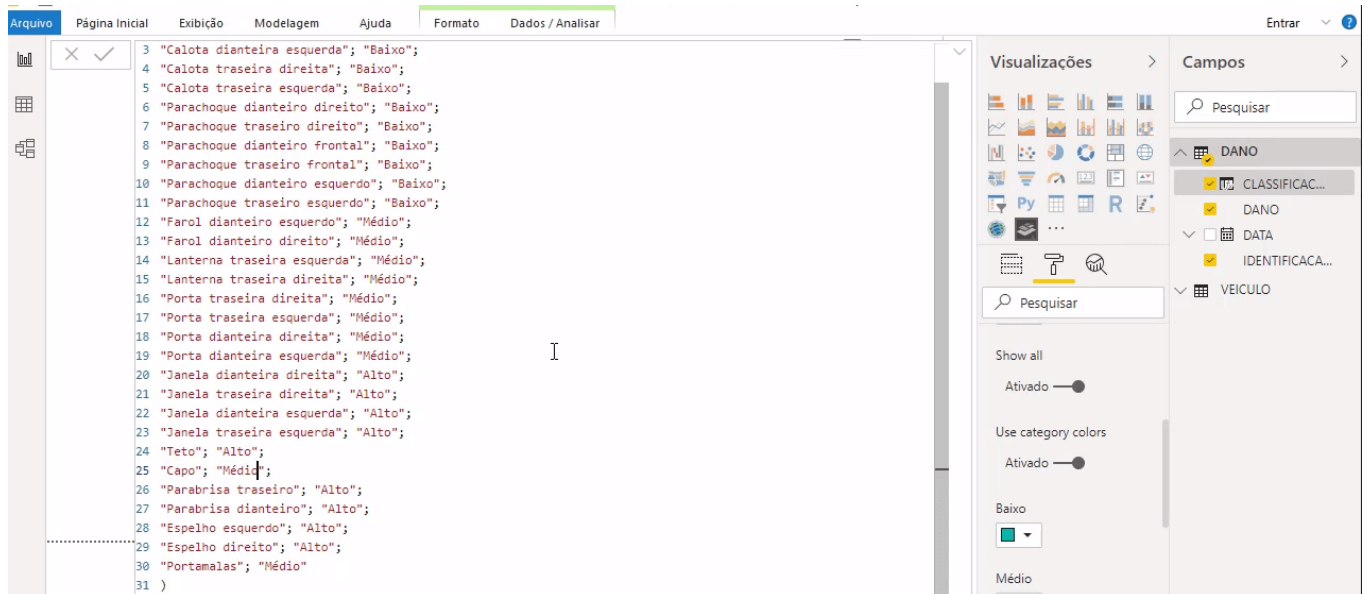 Arquivo Página Inicial Exibição Modelagem Ajuda Formato Dados / Analisar Entrar ?
3 "Calota dianteira esquerda"; "Baixo";
4 "Calota traseira direita"; "Baixo";
5 "Calota traseira esquerda"; "Baixo";
6 "Parachoque dianteiro direito"; "Baixo";
7 "Parachoque traseiro direito"; "Baixo";
8 "Parachoque dianteiro frontal"; "Baixo";
9 "Parachoque traseiro frontal"; "Baixo";
10 "Parachoque dianteiro esquerdo"; "Baixo";
11 "Parachoque traseiro esquerdo"; "Baixo";
12 "Farol dianteiro esquerdo"; "Médio";
13 "Farol dianteiro direito"; "Médio";
14 "Lanterna traseira esquerda"; "Médio";
15 "Lanterna traseira direita"; "Médio";
16 "Porta traseira direita"; "Médio";
17 "Porta traseira esquerda"; "Médio";
18 "Porta dianteira direita"; "Médio";
19 "Porta dianteira esquerda"; "Médio";
20 "Janela dianteira direita"; "Alto";
21 "Janela traseira direita"; "Alto";
22 "Janela dianteira esquerda"; "Alto";
23 "Janela traseira esquerda"; "Alto";
24 "Teto"; "Alto";
25 "Capo"; "Médio";
26 "Parabrisa traseiro"; "Alto";
27 "Parabrisa dianteiro"; "Alto";
28 "Espelho esquerdo"; "Alto";
29 "Espelho direito"; "Alto";
30 "Portamalas"; "Médio"
31 )
Visualizações
123
Py
R
Pesquisar
Show all
Ativado
Use category colors
Ativado
Baixo
Médio
Campos
Pesquisar
DANO
CLASSIFICAC...
DANO
DATA
IDENTIFICACA...
VEICULO